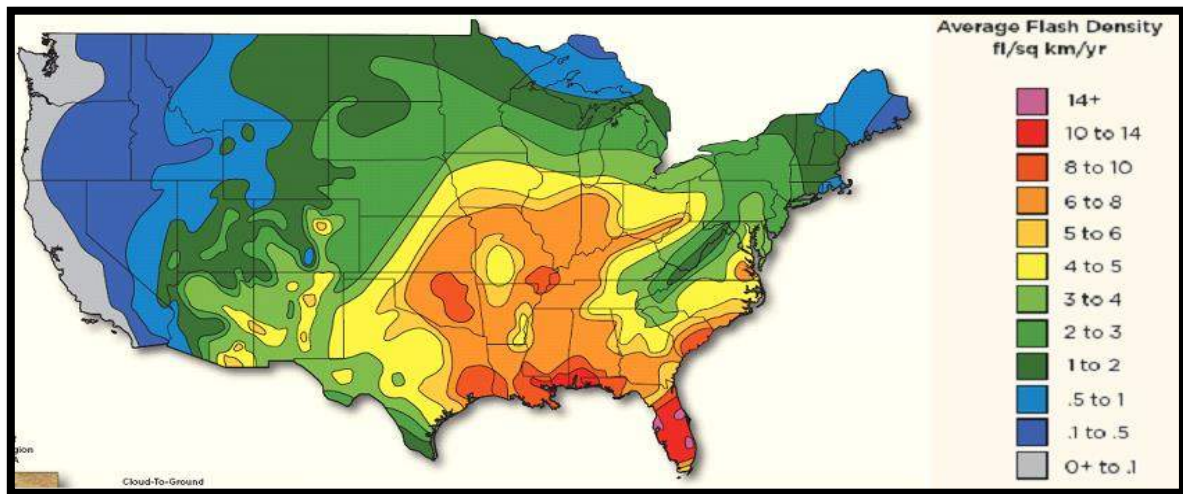 Average Flash Density
fl/sq km/yr
14+
10 to 14
8 to 10
6 to 8
5 to 6
4 to 5
3 to 4
2 to 3
1 to 2
.5 to 1
.1 to .5
0+ to .1
gion
A
Cloud-To-Ground